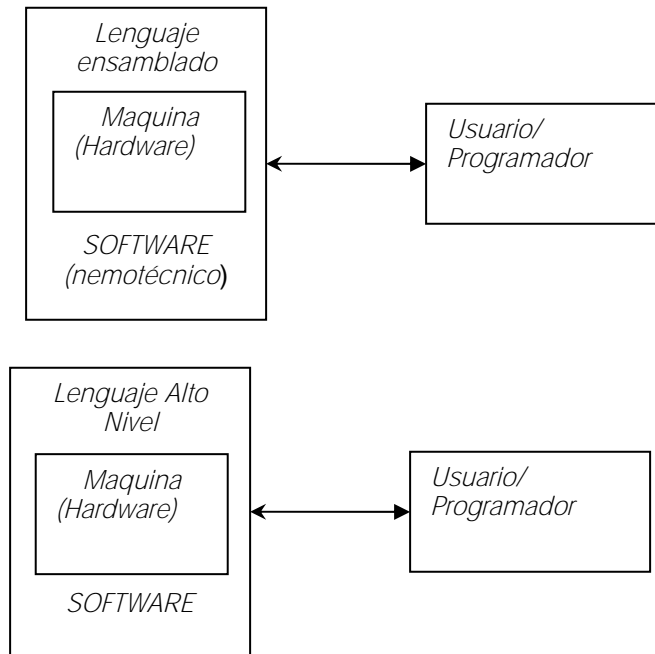 Lenguaje
ensamblado
Maquina
(Hardware)
SOFTWARE
(nemotécnico)
Usuario/
Programador
Lenguaje Alto
Nivel
Maquina
(Hardware)
SOFTWARE
Usuario/
Programador